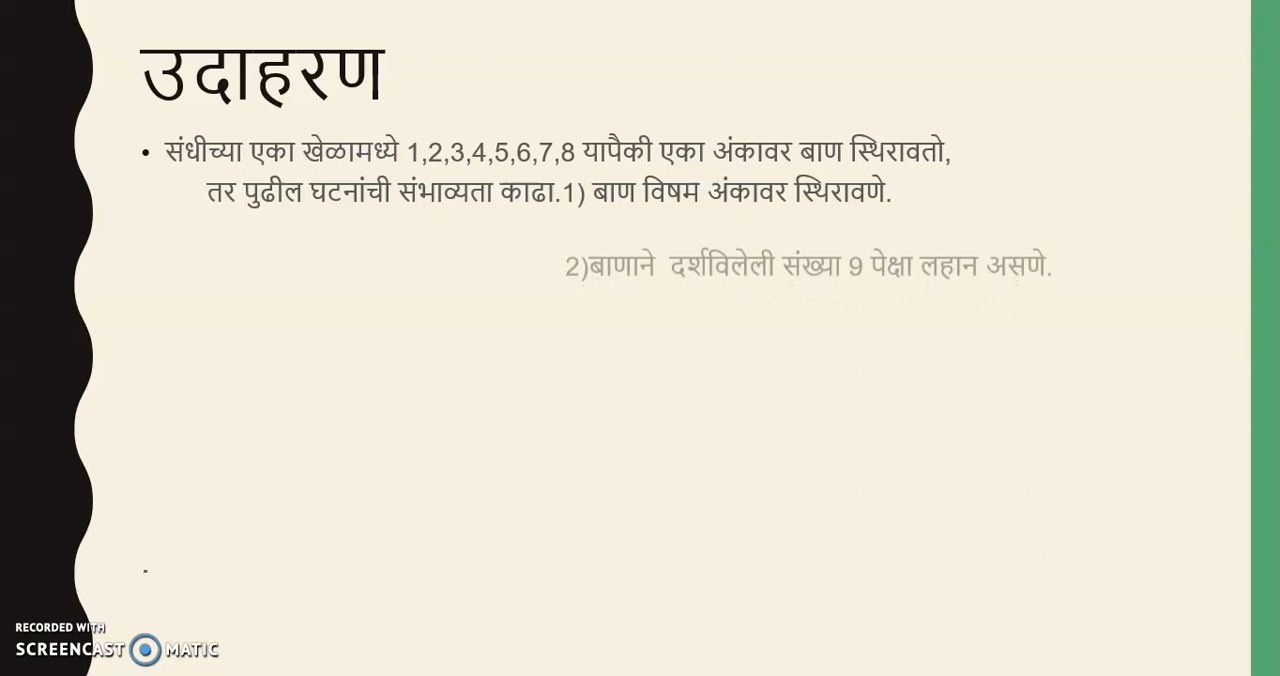 उदाहरण
• संधीच्या एका खेळामध्ये 1,2,3,4,5,6,7,8 यापैकी एका अंकावर बाण स्थिरावतो,
तर पुढील घटनांची संभाव्यता काढा.1) बाण विषम अंकावर स्थिरावणे.
2)बाणाने दर्शविलेली संख्या 9 पेक्षा लहान असणे.
.
RECORDED WITH
SCREENCAST MATIC